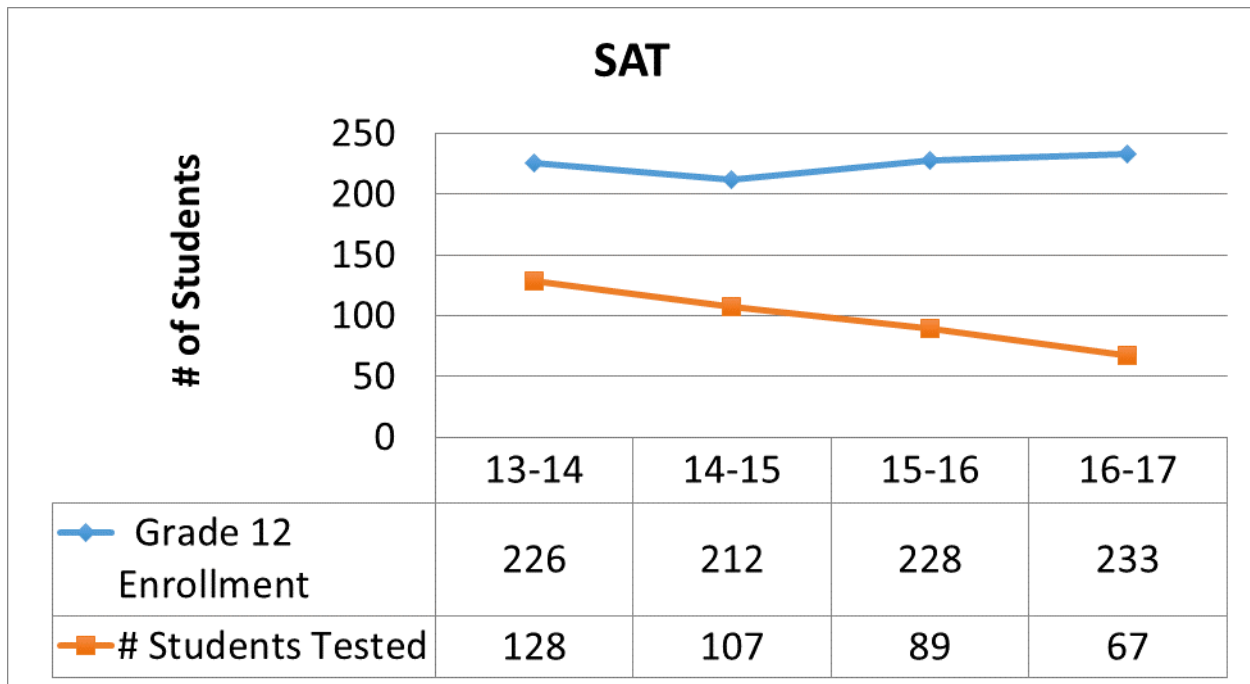 SAT
# of Students
250
200
150
100
50
0
13-14 14-15 15-16 16-17
Grade 12
Enrollment 226 212 228 233
# Students Tested 128 107 89 67